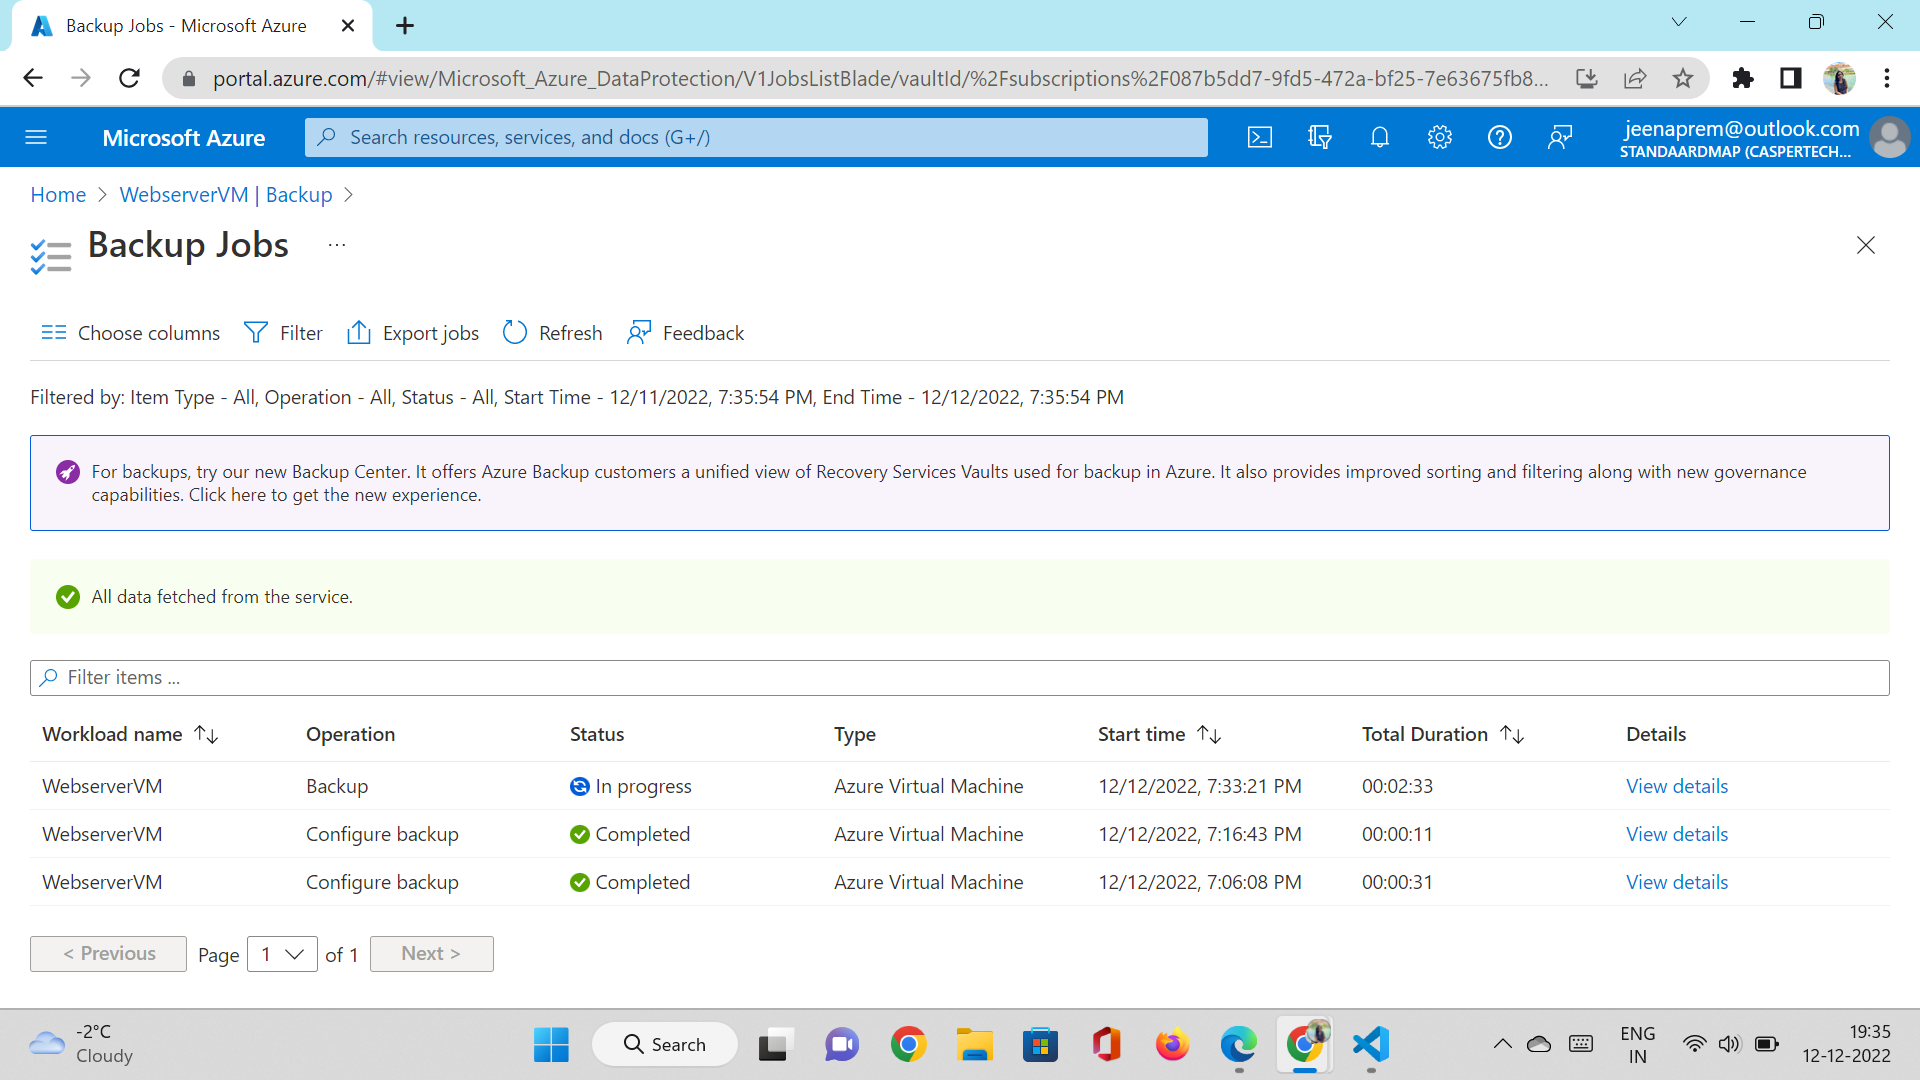 Backup Jobs - Microsoft Azure
portal.azure.com/#view/Microsoft_Azure_DataProtection/V1JobsListBlade/vaultId/%2Fsubscriptions%2F087b5dd7-9fd5-472a-bf25-7e63675fb8...
Microsoft Azure
Search resources, services, and docs (G+/)
jeenaprem@outlook.com
STANDAARDMAP (CASPERTECH...
Home > WebserverVM | Backup >
Backup Jobs ...
Choose columns Filter Export jobs Refresh Feedback
Filtered by: Item Type - All, Operation - All, Status - All, Start Time - 12/11/2022, 7:35:54 PM, End Time - 12/12/2022, 7:35:54 PM
For backups, try our new Backup Center. It offers Azure Backup customers a unified view of Recovery Services Vaults used for backup in Azure. It also provides improved sorting and filtering along with new governance
capabilities. Click here to get the new experience.
All data fetched from the service.
Filter items ...
Workload name Operation Status Type Start time Total Duration Details
WebserverVM Backup In progress Azure Virtual Machine 12/12/2022, 7:33:21 PM 00:02:33 View details
WebserverVM Configure backup Completed Azure Virtual Machine 12/12/2022, 7:16:43 PM 00:00:11 View details
WebserverVM Configure backup Completed Azure Virtual Machine 12/12/2022, 7:06:08 PM 00:00:31 View details
< Previous Page 1 of 1 Next >
-2°C
Cloudy
Search
ENG
IN
19:35
12-12-2022